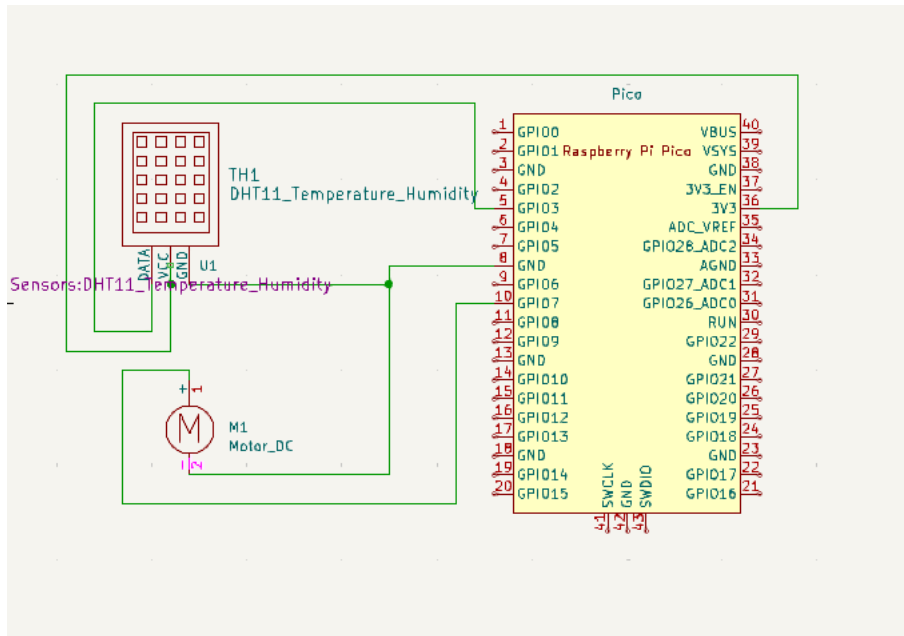 Pico
Raspberry Pi Pico
1 GPIO0
2 GPIO1
3 GND
4 GPIO2
5 GPIO3
6 GPIO4
7 GPIO5
8 GND
9 GPIO6
10 GPIO7
11 GPIO8
12 GPIO9
13 GND
14 GPIO10
15 GPIO11
16 GPIO12
17 GPIO13
18 GND
19 GPIO14
20 GPIO15
VBUS 40
VSYS 39
GND 38
3V3_EN 37
3V3 36
ADC_VREF 35
GPIO28_ADC2 34
AGND 33
GPIO27_ADC1 32
GPIO26_ADC0 31
RUN 30
GPIO22 29
GND 28
GPIO21 27
GPIO20 26
GPIO19 25
GPIO18 24
GND 23
GPIO17 22
GPIO16 21
SWCLK 41
GND 42
SWDIO 43
TH1
DHT11_Temperature_Humidity
DATA
VCC
GND
U1
Sensors:DHT11_Temperature_Humidity
+ 1
M
M1
Motor_DC
- 2